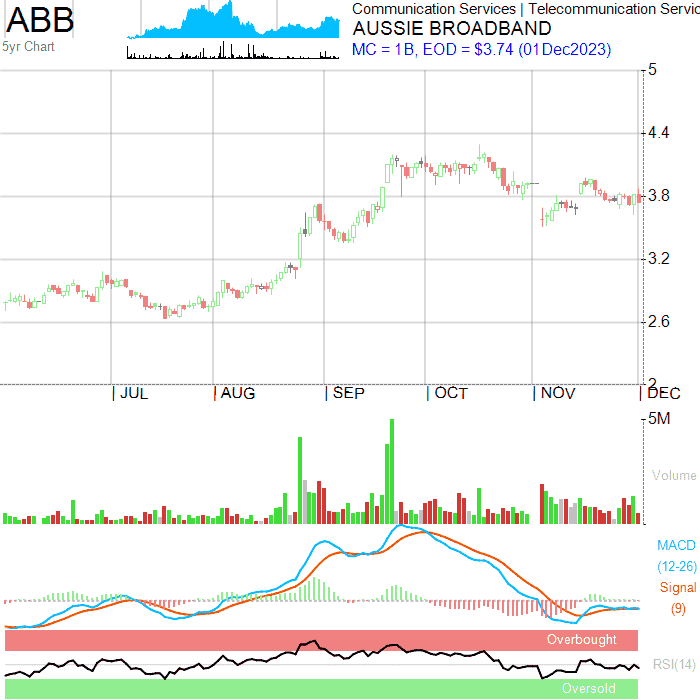 ABB
5yr Chart
Communication Services | Telecommunication Servic
AUSSIE BROADBAND
MC = 1B, EOD = $3.74 (01Dec2023)
5
4.4
3.8
3.2
2.6
2
| JUL | AUG | SEP | OCT | NOV | DEC
5M
Volume
MACD
(12-26)
Signal
(9)
Overbought
RSI(14)
Oversold